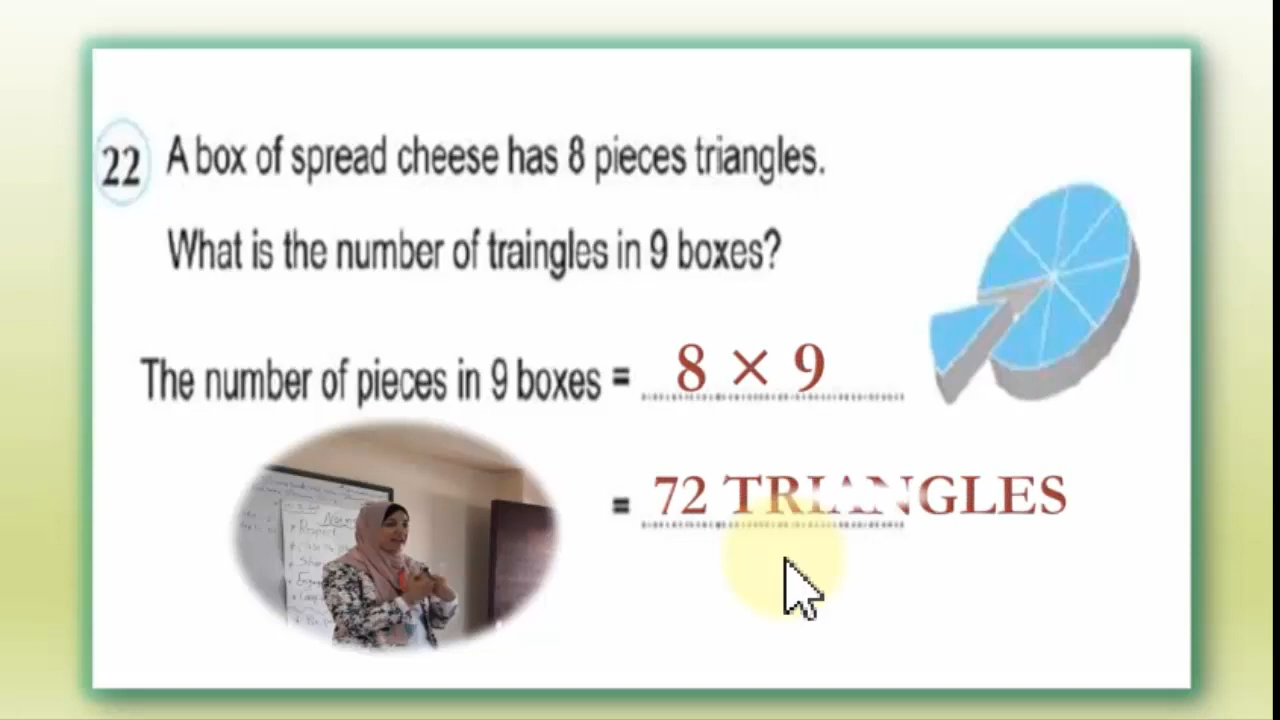 22 A box of spread cheese has 8 pieces triangles.
What is the number of traingles in 9 boxes?
The number of pieces in 9 boxes = 8 × 9
= 72 TRIANGLES
Respect